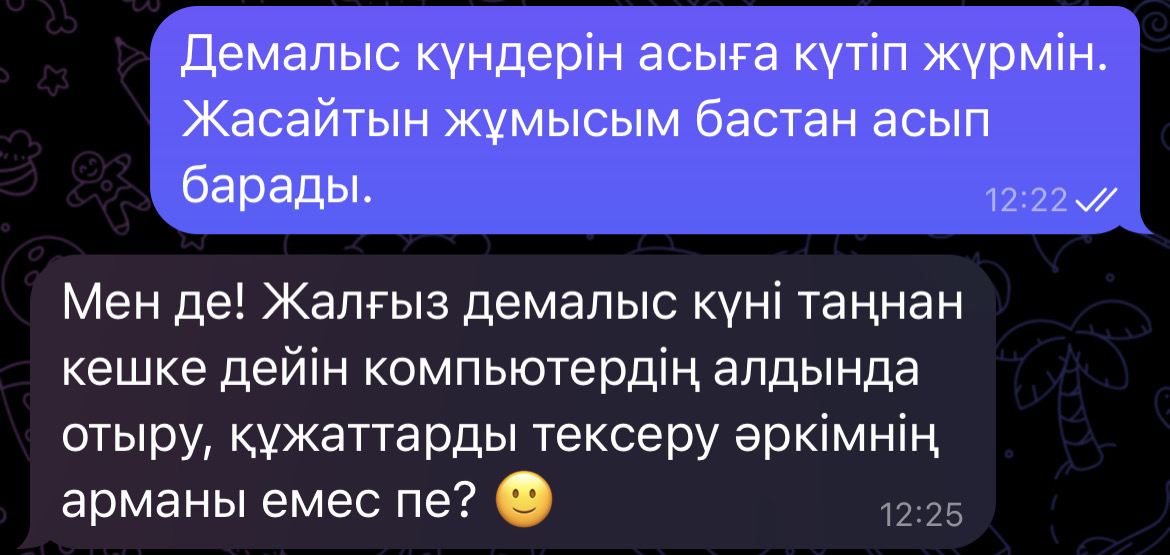 Демалыс күндерін асыға күтіп жүрмін.
Жасайтын жұмысым бастан асып
барады.
12:22
Мен де! Жалғыз демалыс күні таңнан
кешке дейін компьютердің алдында
отыру, құжаттарды тексеру әркімнің
арманы емес пе? 🙂
12:25